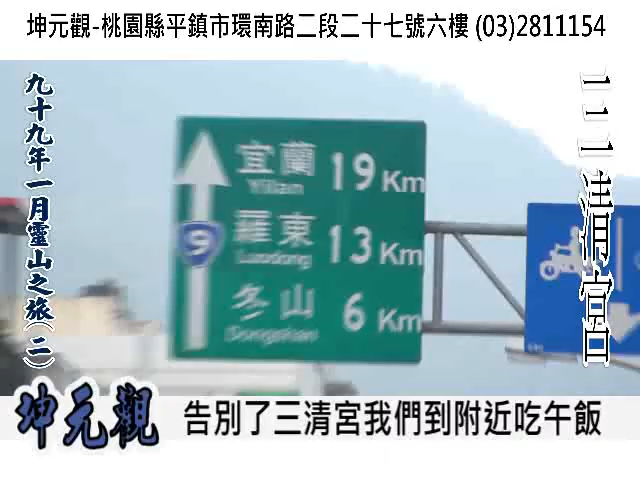 坤元觀-桃園縣平鎮市環南路二段二十七號六樓 (03)2811154
九十九年一月靈山之旅(二)
三清宮
宜蘭 19 Km
Yilan
羅東 13 Km
Luodong
9
冬山 6 Km
Dongshan
坤元觀
告別了三清宮我們到附近吃午飯